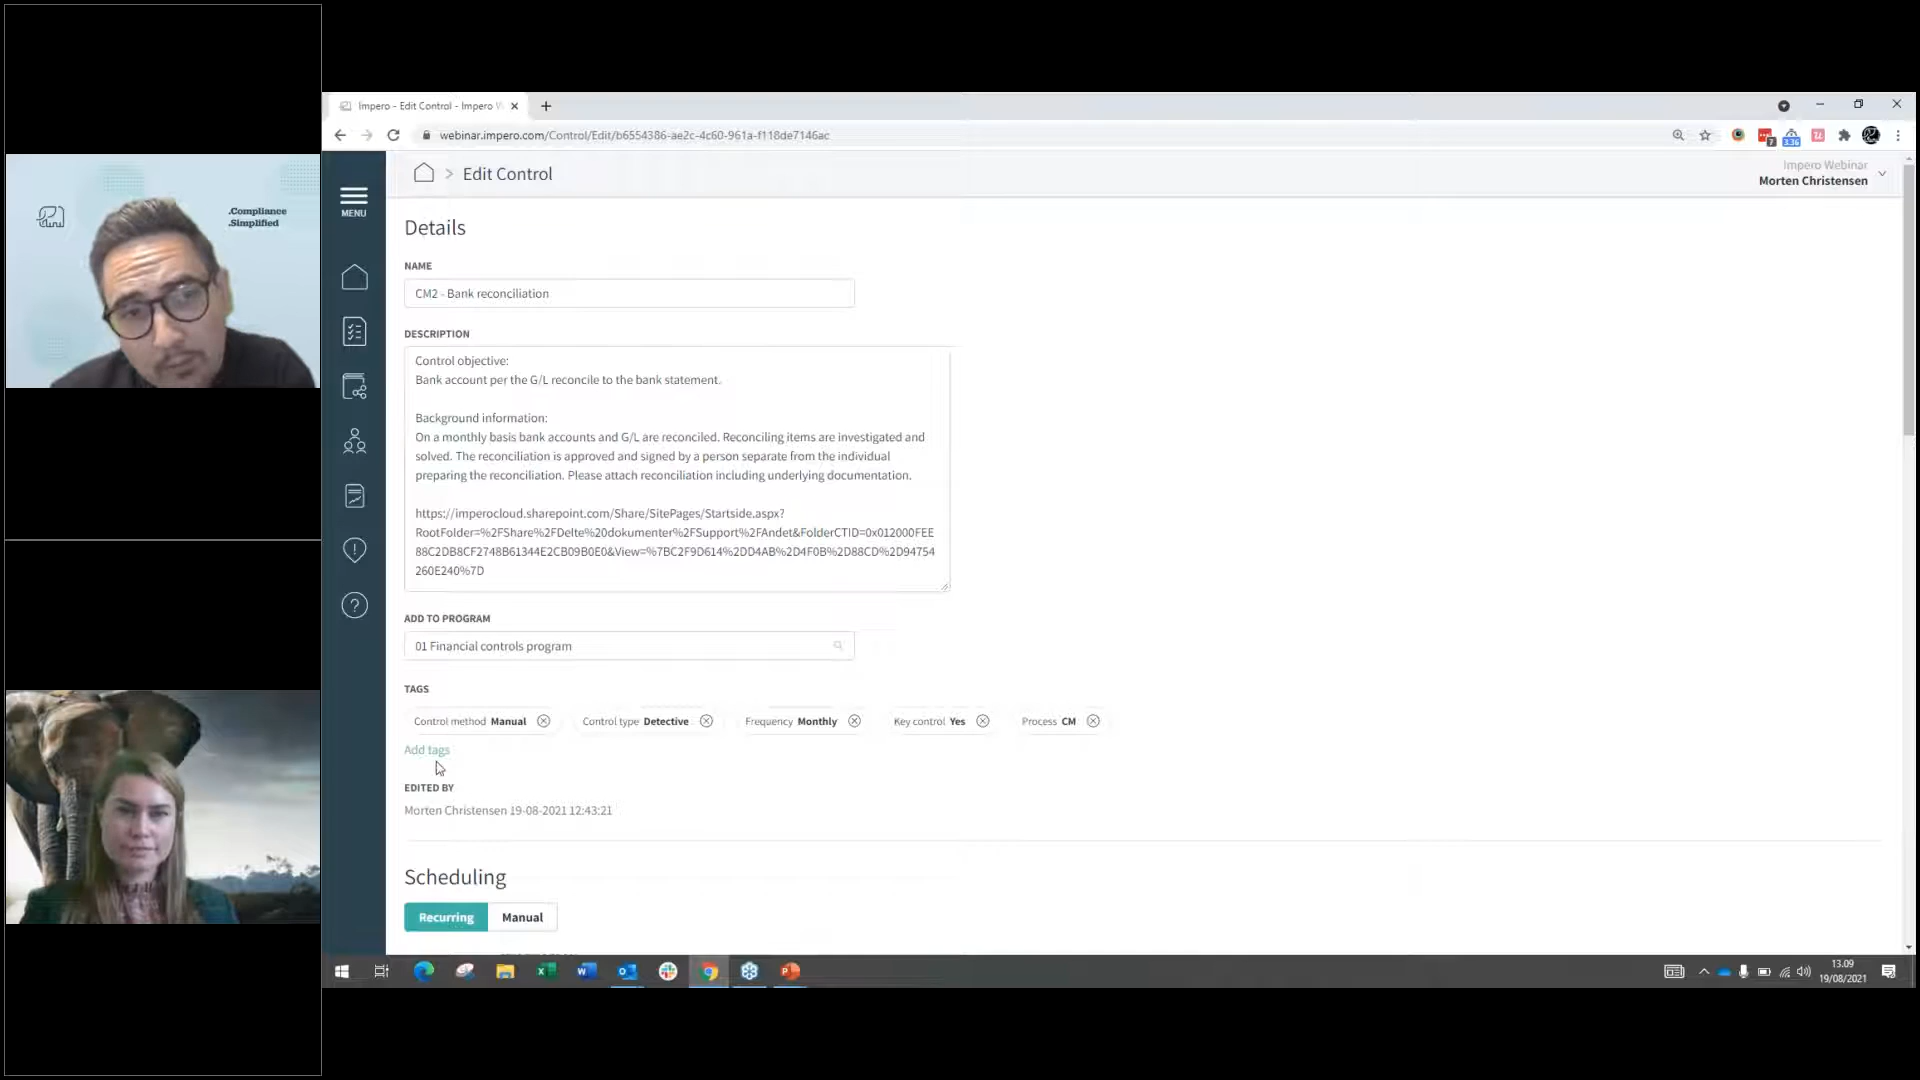 .Compliance
.Simplified
Impero - Edit Control - Impero W
webinar.impero.com/Control/Edit/b6554386-ae2c-4c60-961a-f118de7146ac
7
3.36
MENU
> Edit Control
Impero Webinar
Morten Christensen
Details
NAME
CM2 - Bank reconciliation
DESCRIPTION
Control objective:
Bank account per the G/L reconcile to the bank statement.
Background information:
On a monthly basis bank accounts and G/L are reconciled. Reconciling items are investigated and
solved. The reconciliation is approved and signed by a person separate from the individual
preparing the reconciliation. Please attach reconciliation including underlying documentation.
https://imperocloud.sharepoint.com/Share/SitePages/Startside.aspx?
RootFolder=%2FShare%2FDelte%20dokumenter%2FSupport%2FAndet&FolderCTID=0x012000FEE
88C2DB8CF2748B61344E2CB09B0E0&View=%7BC2F9D614%2DD4AB%2D4F0B%2D88CD%2D94754
260E240%7D
ADD TO PROGRAM
01 Financial controls program
TAGS
Control method Manual
Control type Detective
Frequency Monthly
Key control Yes
Process CM
Add tags
EDITED BY
Morten Christensen 19-08-2021 12:43:21
Scheduling
Recurring
Manual
13.09
19/08/2021